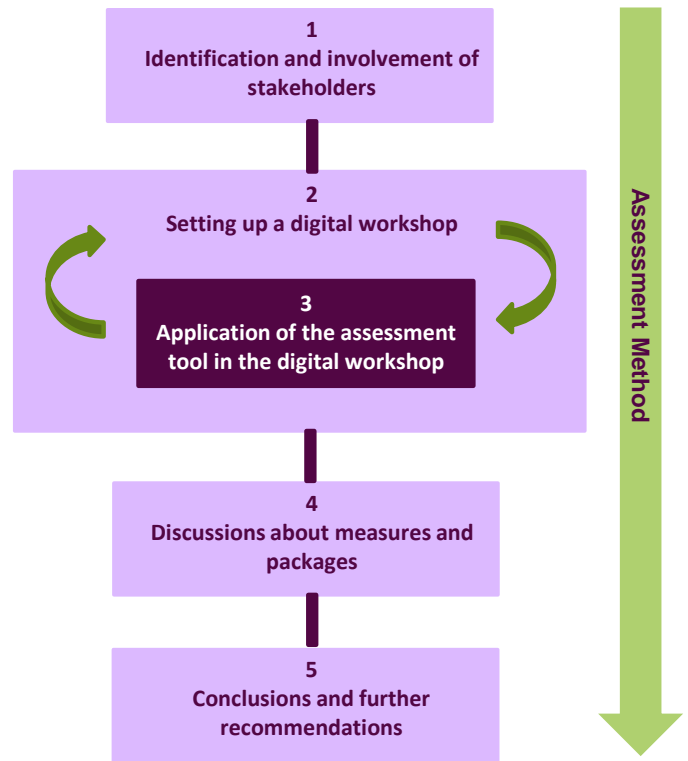 1
Identification and involvement of
stakeholders
2
Setting up a digital workshop
3
Application of the assessment
tool in the digital workshop
4
Discussions about measures and
packages
5
Conclusions and further
recommendations
Assessment Method